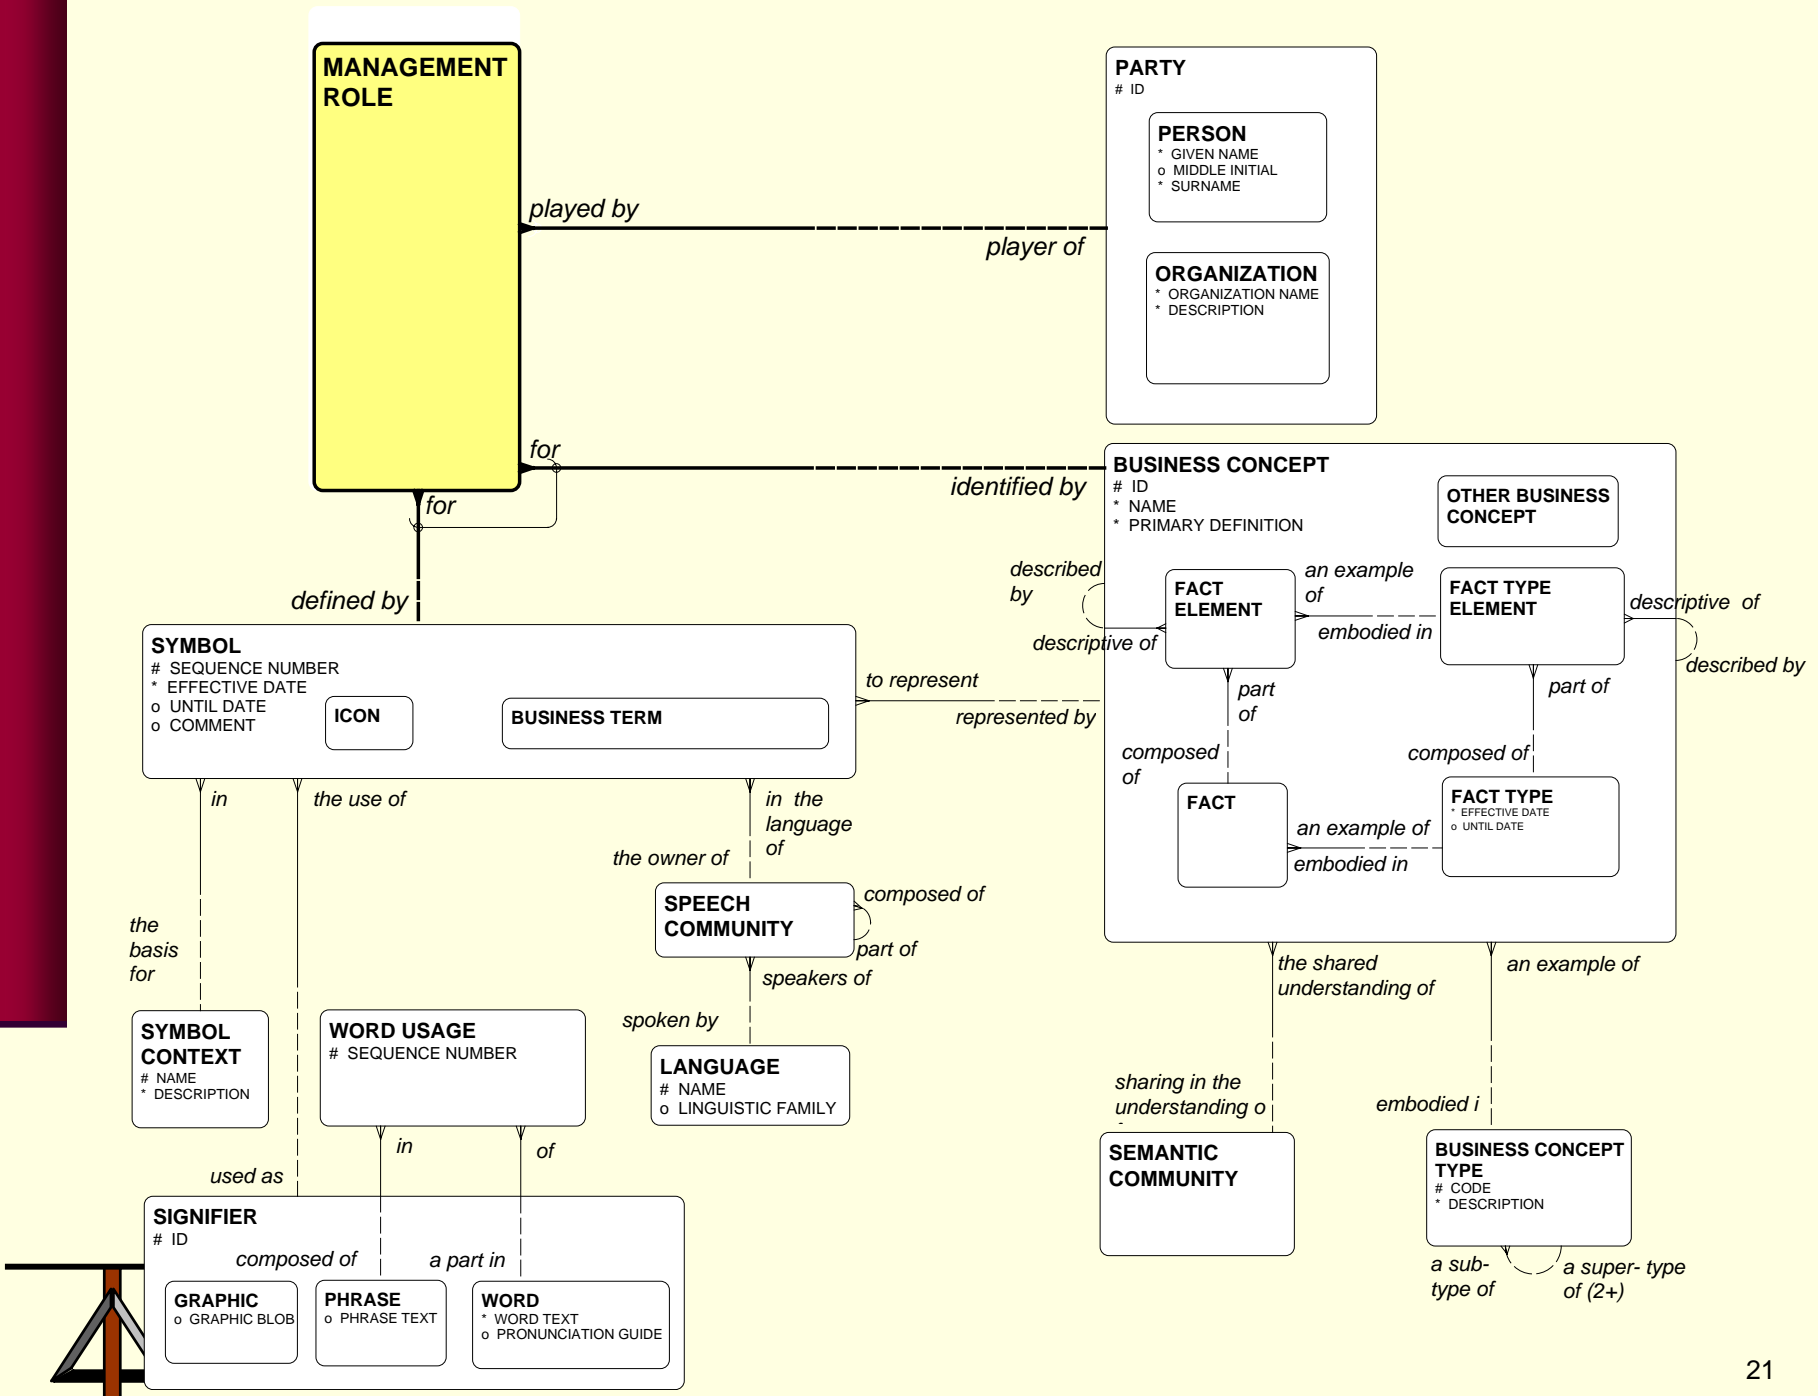 MANAGEMENT
ROLE
PARTY
# ID
PERSON
* GIVEN NAME
o MIDDLE INITIAL
* SURNAME
played by
player of
ORGANIZATION
* ORGANIZATION NAME
* DESCRIPTION
for
identified by
for
defined by
BUSINESS CONCEPT
# ID
* NAME
* PRIMARY DEFINITION
OTHER BUSINESS
CONCEPT
described
by
descriptive of
FACT
ELEMENT
an example
of
embodied in
FACT TYPE
ELEMENT
descriptive of
described by
part
of
composed
of
part of
composed of
FACT
an example of
embodied in
FACT TYPE
* EFFECTIVE DATE
o UNTIL DATE
SYMBOL
# SEQUENCE NUMBER
* EFFECTIVE DATE
o UNTIL DATE
o COMMENT
ICON
BUSINESS TERM
to represent
represented by
in
the use of
in the
language
of
the owner of
SPEECH
COMMUNITY
composed of
part of
speakers of
spoken by
the
basis
for
SYMBOL
CONTEXT
# NAME
* DESCRIPTION
WORD USAGE
# SEQUENCE NUMBER
LANGUAGE
# NAME
o LINGUISTIC FAMILY
in
of
used as
the shared
understanding of
an example of
sharing in the
understanding o
embodied i
SEMANTIC
COMMUNITY
BUSINESS CONCEPT
TYPE
# CODE
* DESCRIPTION
a sub-
type of
a super- type
of (2+)
SIGNIFIER
# ID
composed of
a part in
GRAPHIC
o GRAPHIC BLOB
PHRASE
o PHRASE TEXT
WORD
* WORD TEXT
o PRONUNCIATION GUIDE
21